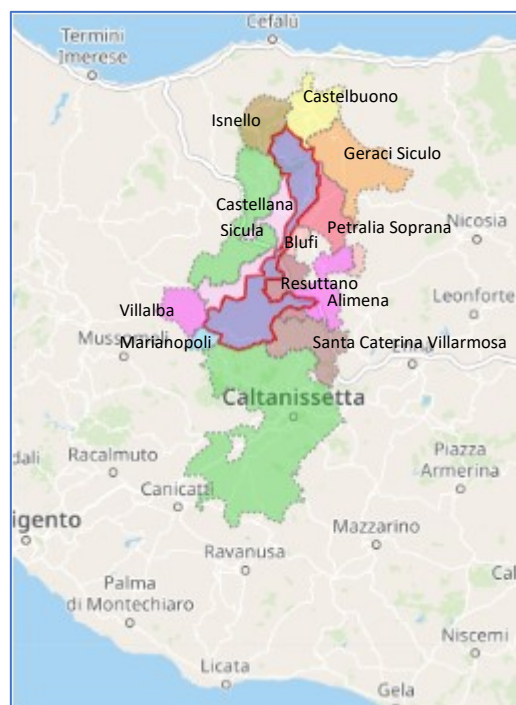 Cefalù
Termini
Imerese
Castelbuono
Isnello
Geraci Siculo
Castellana
Sicula
Petralia Soprana
Nicosia
Blufi
Resuttano
Villalba
Alimena
Leonforte
Mussomeli
Marianopoli
Santa Caterina Villarmosa
Enna
Caltanissetta
Racalmuto
Piazza
Armerina
dali
Canicattì
igento
Mazzarino
Ravanusa
Cal
Palma
di Montechiaro
Niscemi
Licata
Gela